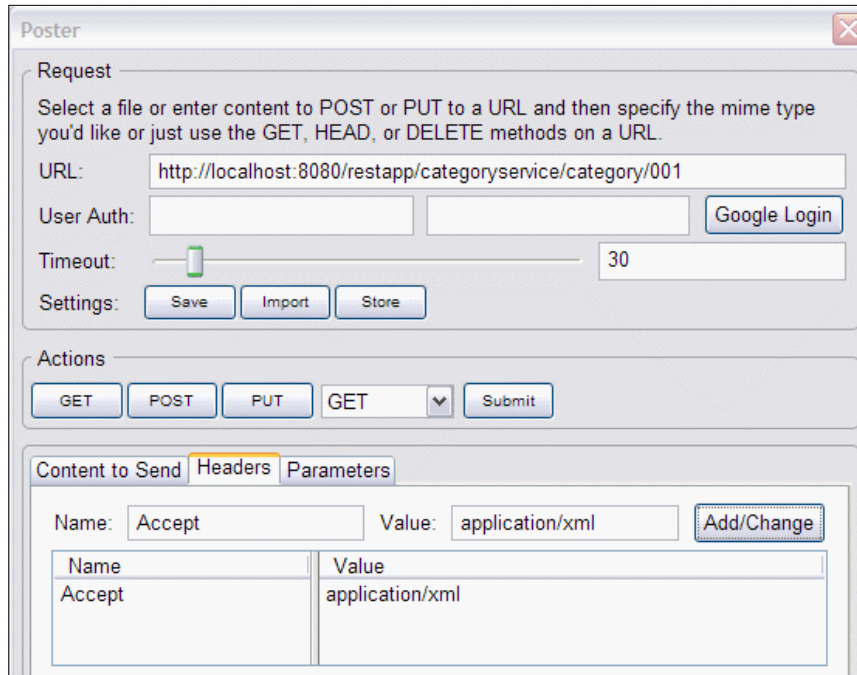 Poster
Request
Select a file or enter content to POST or PUT to a URL and then specify the mime type
you'd like or just use the GET, HEAD, or DELETE methods on a URL.
URL: http://localhost:8080/restapp/categoryservice/category/001
User Auth: Google Login
Timeout: 30
Settings: Save Import Store
Actions
GET POST PUT GET Submit
Content to Send Headers Parameters
Name: Accept Value: application/xml Add/Change
Name Value
Accept application/xml